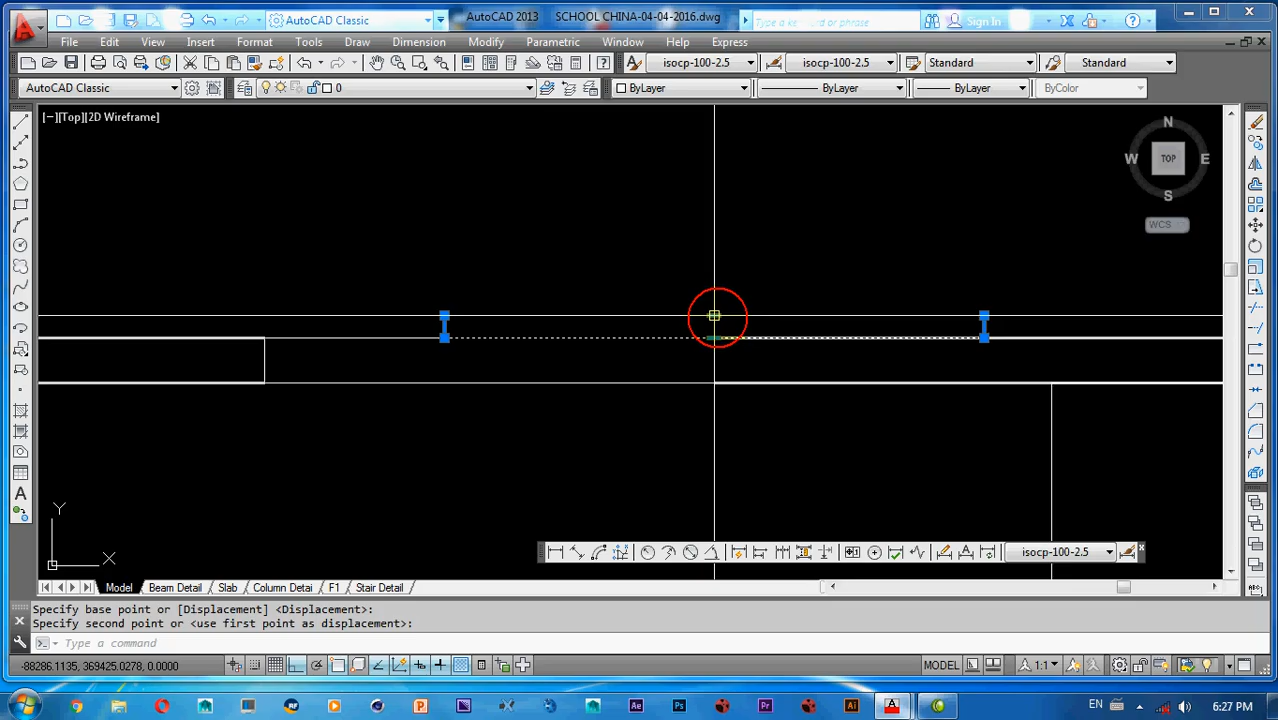 AutoCAD Classic
AutoCAD 2013 SCHOOL CHINA-04-04-2016.dwg
Type a keyword or phrase
Sign In
File Edit View Insert Format Tools Draw Dimension Modify Parametric Window Help Express
isocp-100-2.5 isocp-100-2.5 Standard Standard
AutoCAD Classic 0 ByLayer ByLayer ByLayer ByColor
[−][Top][2D Wireframe]
N
W TOP E
S
WCS
Y
X
isocp-100-2.5
Model Beam Detail Slab Column Detai F1 Stair Detail
Specify base point or [Displacement] <Displacement>:
Specify second point or <use first point as displacement>:
Type a command
-88286.1135, 369425.0278, 0.0000 MODEL 1:1
EN 6:27 PM